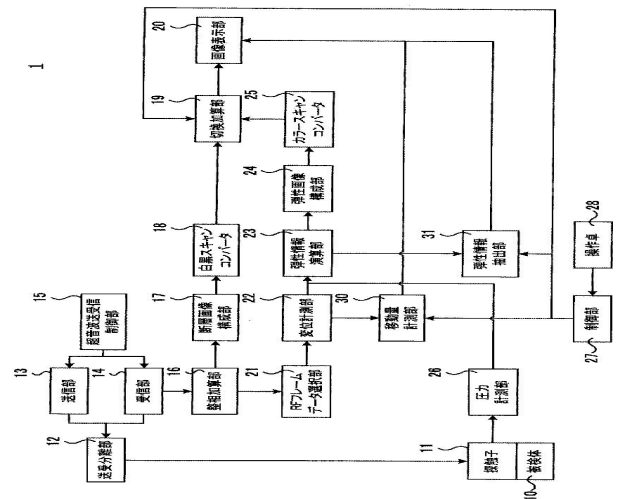 1
15
超音波送受信
制御部
13
送信部
14
受信部
12
送受分離部
11
探触子
10
被検体
16
整相加算部
17
断層画像
構成部
18
白黒スキャン
コンバータ
19
切換加算部
20
画像表示部
21
RFフレーム
データ選択部
22
変位計測部
23
弾性情報
演算部
24
弾性画像
構成部
25
カラースキャン
コンバータ
26
圧力
計測部
30
移動量
計測部
31
弾性情報
抽出部
27
制御部
28
操作卓